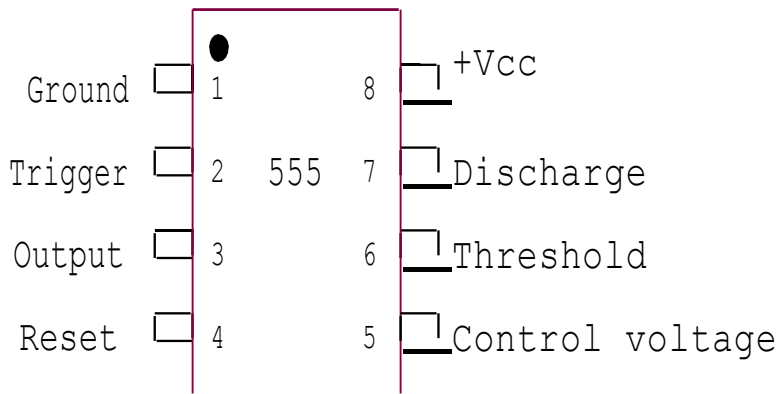 Ground 1 8 +Vcc
Trigger 2 555 7 Discharge
Output 3 6 Threshold
Reset 4 5 Control voltage